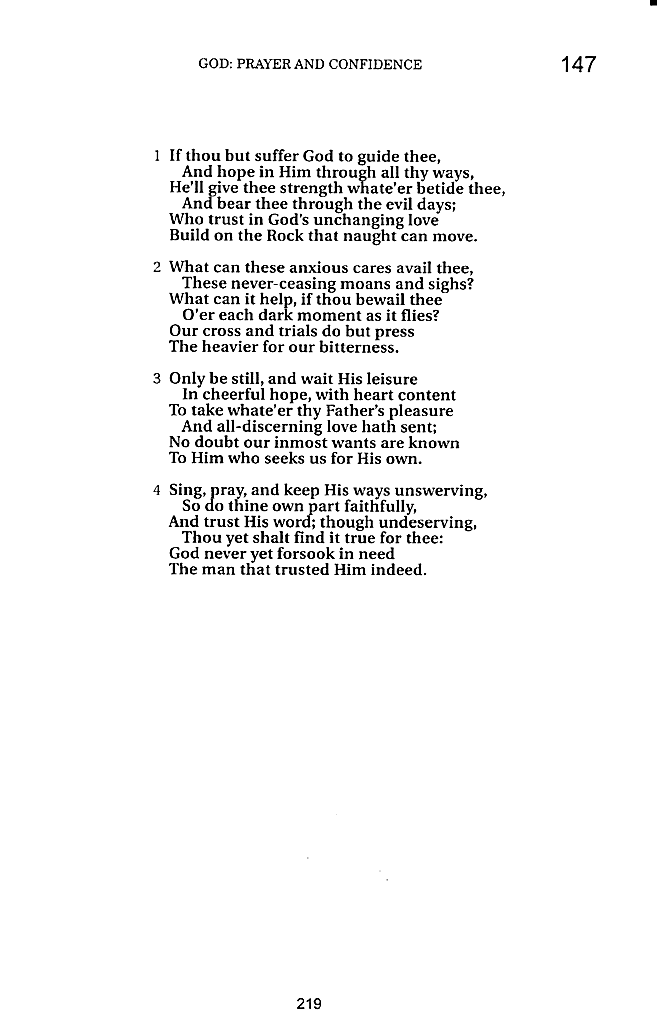 GOD: PRAYER AND CONFIDENCE 147
1 If thou but suffer God to guide thee,
And hope in Him through all thy ways,
He'll give thee strength whate'er betide thee,
And bear thee through the evil days;
Who trust in God's unchanging love
Build on the Rock that naught can move.
2 What can these anxious cares avail thee,
These never-ceasing moans and sighs?
What can it help, if thou bewail thee
O'er each dark moment as it flies?
Our cross and trials do but press
The heavier for our bitterness.
3 Only be still, and wait His leisure
In cheerful hope, with heart content
To take whate'er thy Father's pleasure
And all-discerning love hath sent;
No doubt our inmost wants are known
To Him who seeks us for His own.
4 Sing, pray, and keep His ways unswerving,
So do thine own part faithfully,
And trust His word; though undeserving,
Thou yet shalt find it true for thee:
God never yet forsook in need
The man that trusted Him indeed.
219